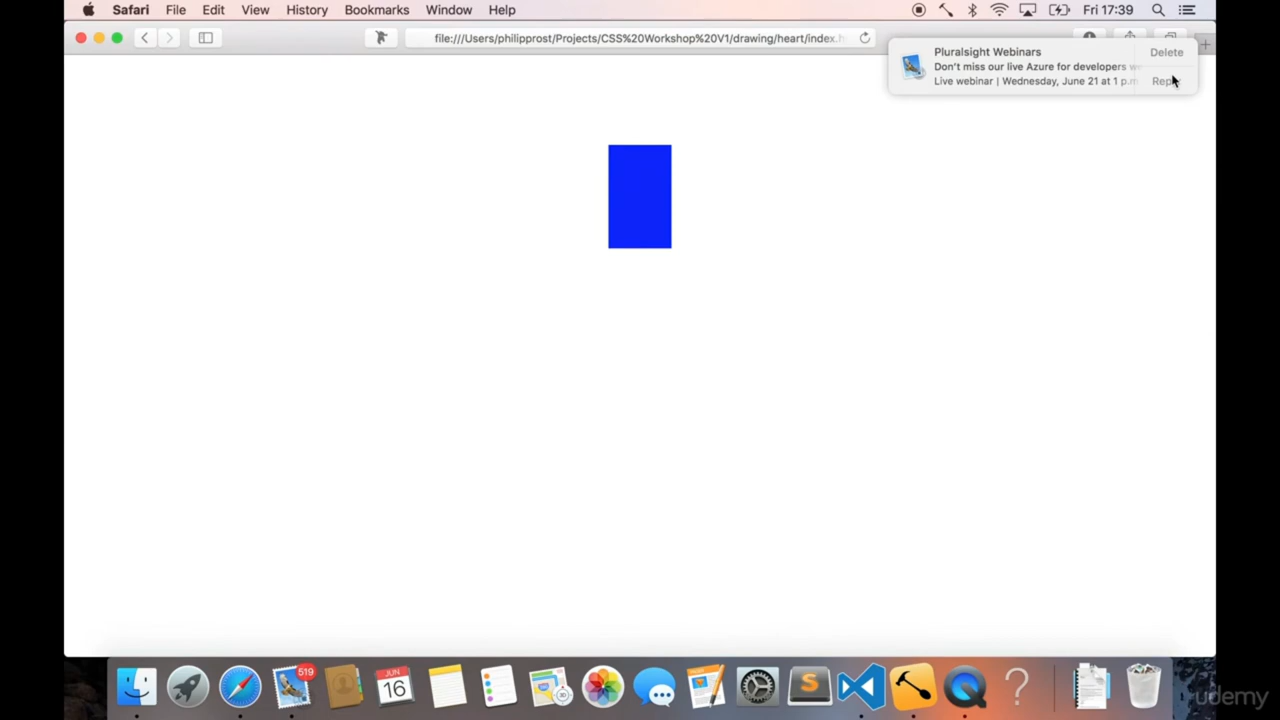 Safari File Edit View History Bookmarks Window Help Fri 17:39
file:///Users/philipprost/Projects/CSS%20Workshop%20V1/drawing/heart/index.
Pluralsight Webinars Delete
Don't miss our live Azure for developers
Live webinar | Wednesday, June 21 at 1 p.m
519
JUN
16
udemy